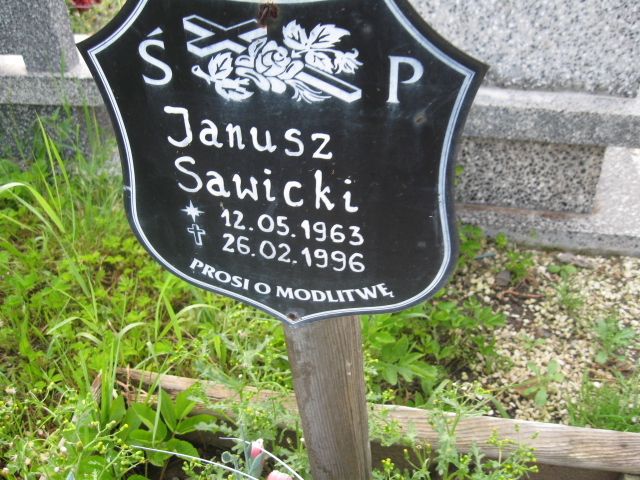 Ś P
Janusz
Sawicki
12.05.1963
26.02.1996
PROSI O MODLITWĘ